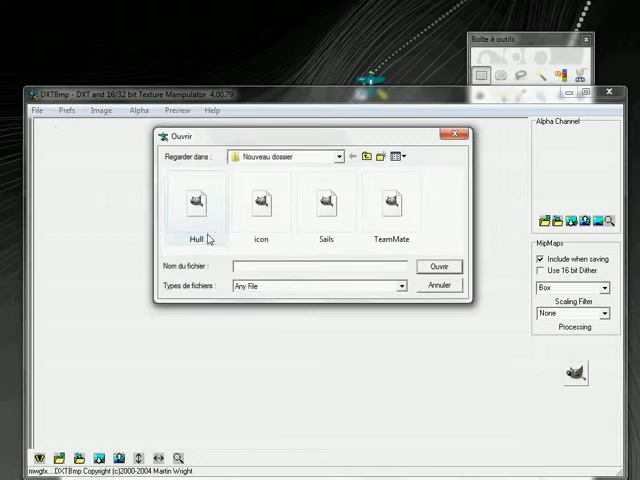 Boîte à outils
DXTBmp - DXT and 16/32 bit Texture Manipulator 4.00.79
File Prefs Image Alpha Preview Help
Alpha Channel
Ouvrir
Regarder dans : Nouveau dossier
Hull icon Sails TeamMate
Nom du fichier : Ouvrir
Types de fichiers : Any File Annuler
MipMaps
Include when saving
Use 16 bit Dither
Box
Scaling Filter
None
Processing
mwgfx....DXTBmp Copyright (c)2000-2004 Martin Wright